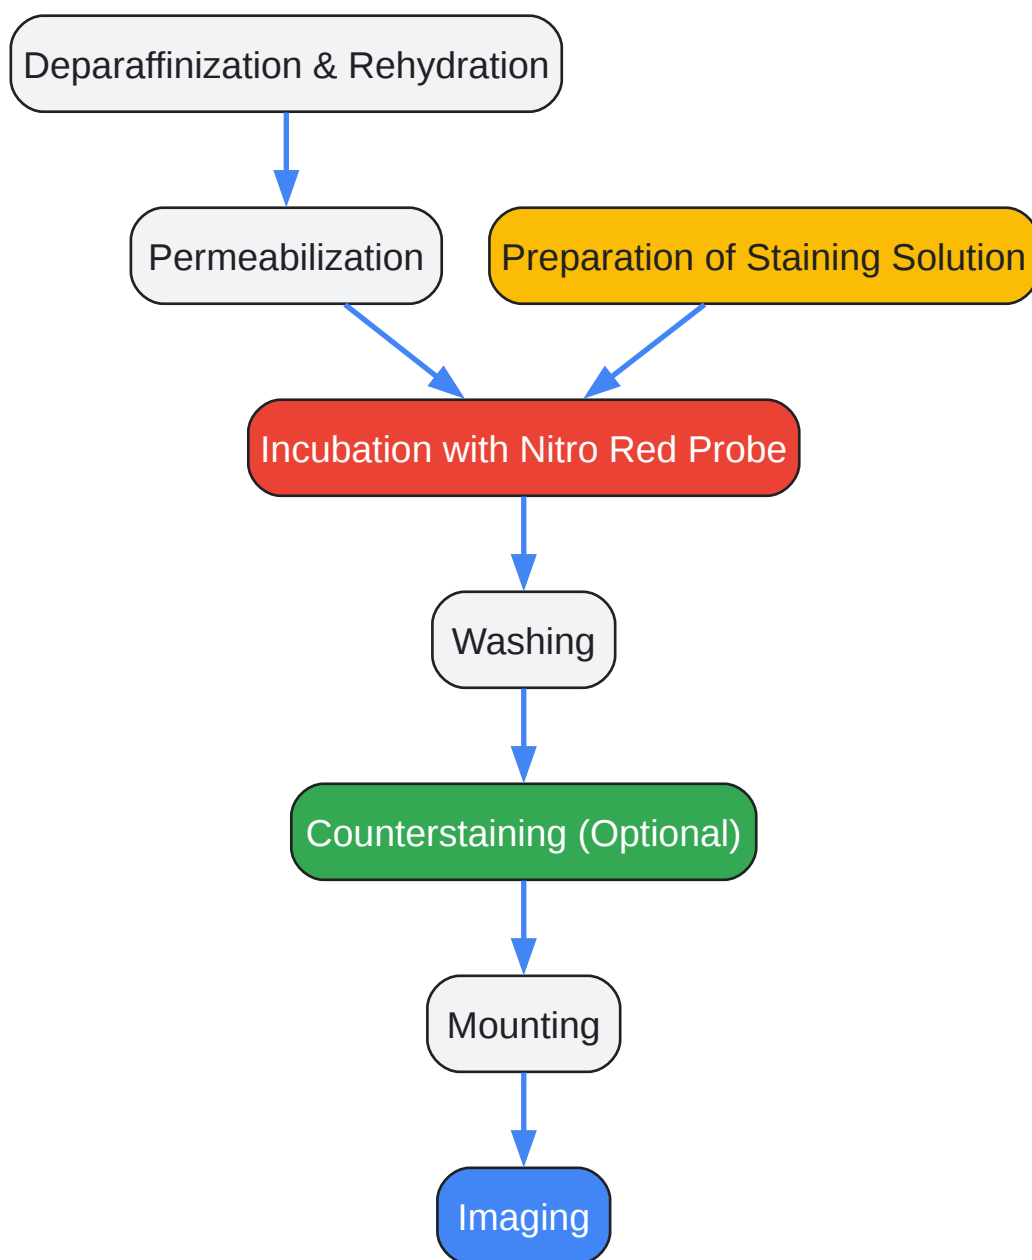 Deparaffinization & Rehydration
Permeabilization
Preparation of Staining Solution
Incubation with Nitro Red Probe
Washing
Counterstaining (Optional)
Mounting
Imaging